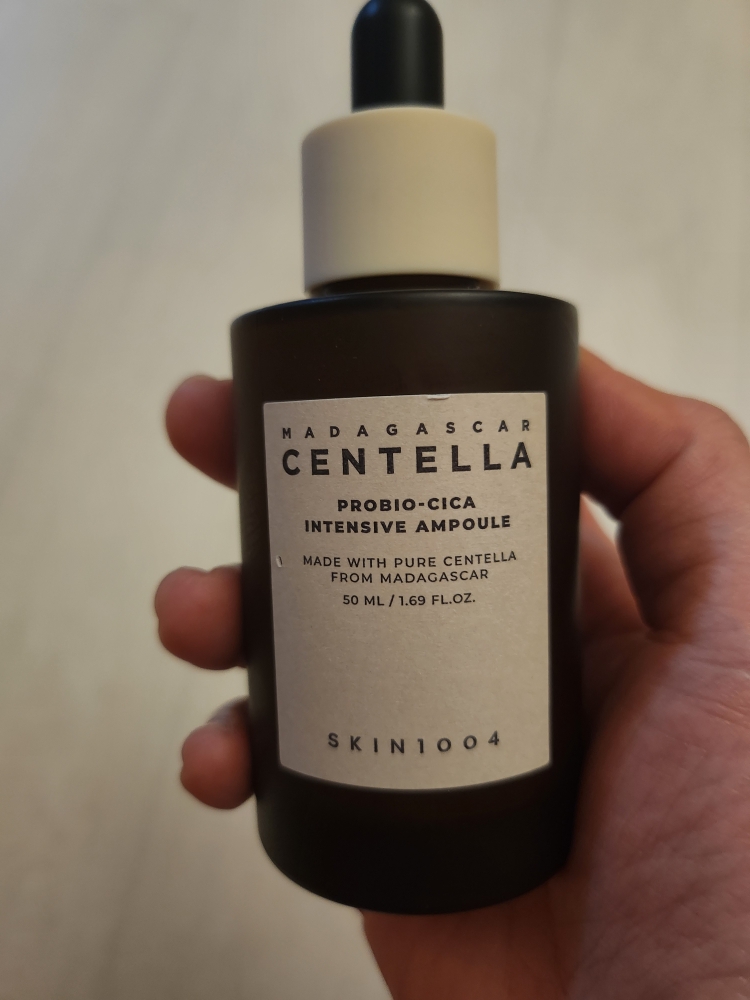 MADAGASCAR
CENTELLA
PROBIO-CICA
INTENSIVE AMPOULE
MADE WITH PURE CENTELLA
FROM MADAGASCAR
50 ML / 1.69 FL.OZ.
SKIN1004